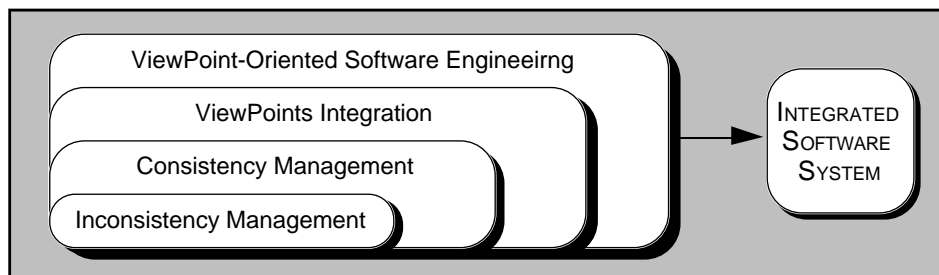 ViewPoint-Oriented Software Engineeirng
ViewPoints Integration
Consistency Management
Inconsistency Management
INTEGRATED
SOFTWARE
SYSTEM